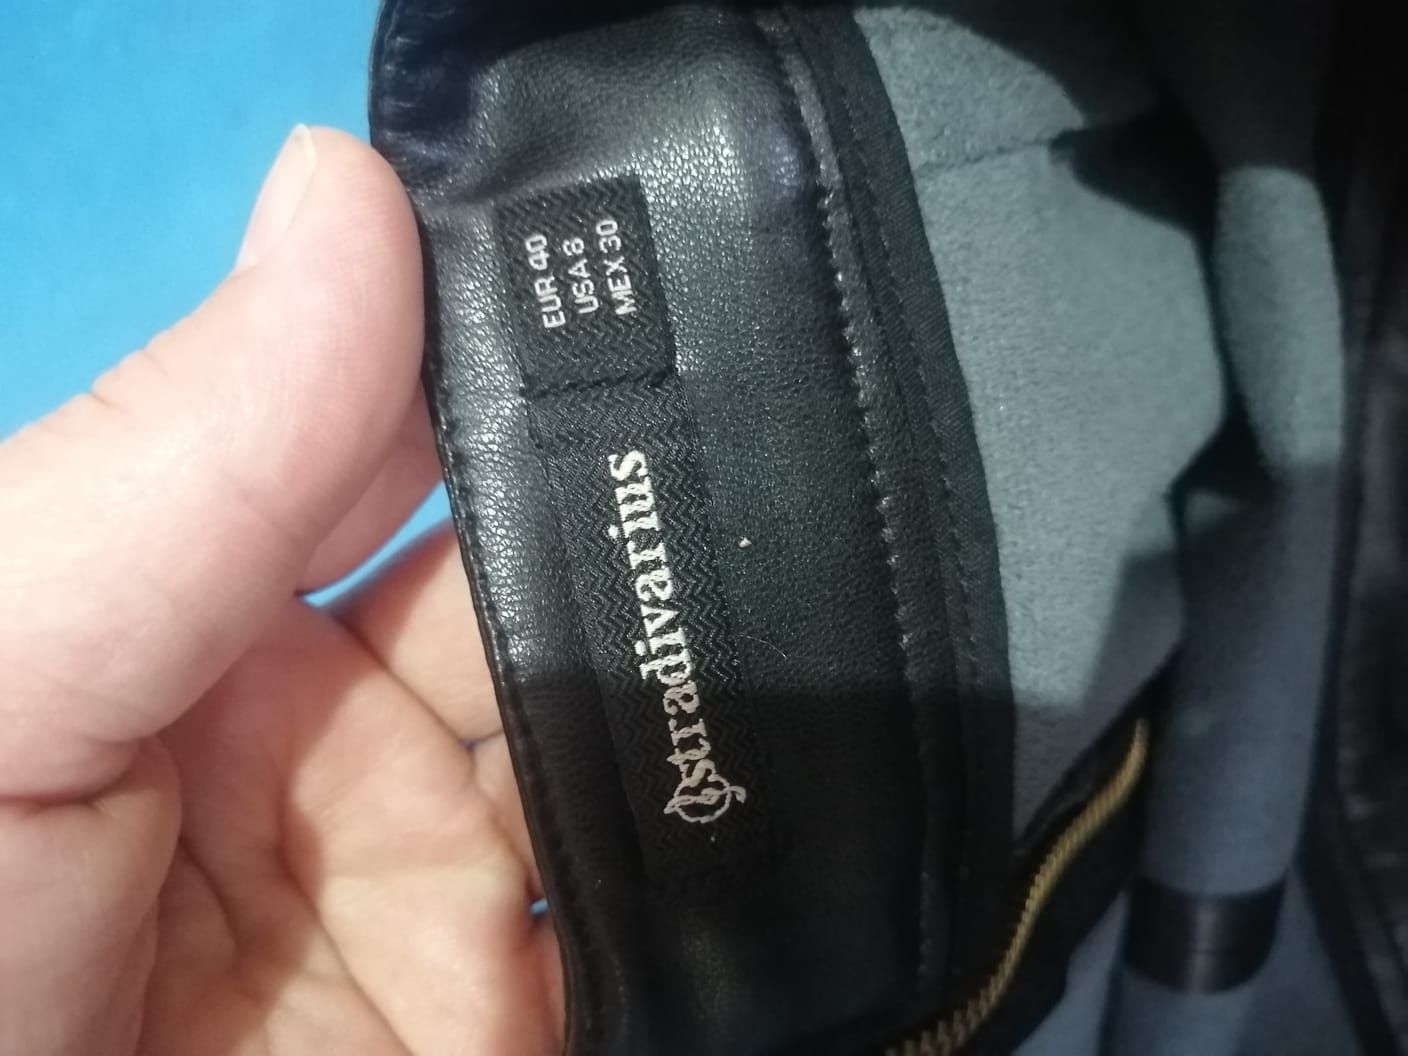 EUR 40
USA 8
MEX 30
stradivarius